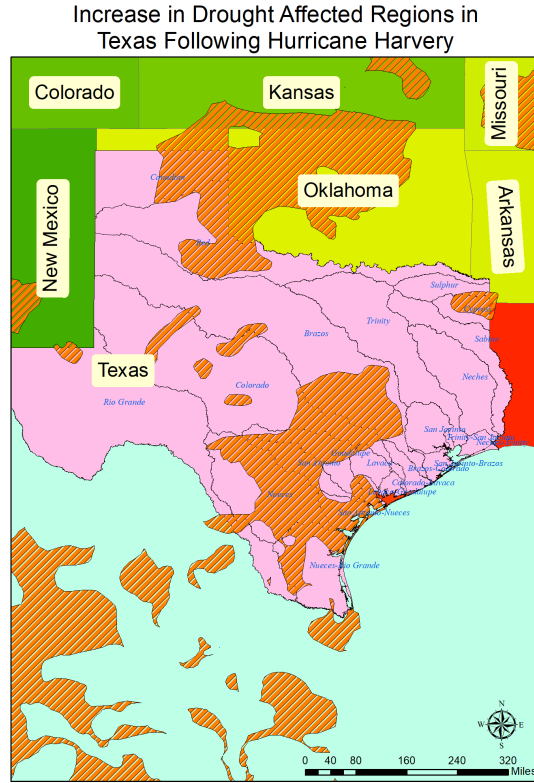 Increase in Drought Affected Regions in
Texas Following Hurricane Harvery
Colorado
Kansas
Missouri
New Mexico
Oklahoma
Arkansas
Canadian
Red
Sulphur
Cypress
Trinity
Brazos
Sabine
Texas
Neches
Colorado
Rio Grande
San Jacinto
Guadalupe
San Antonio
Lavaca
Brazos-Colorado
San Jacinto-Brazos
Colorado-Lavaca
Nueces
San Antonio-Nueces
Nueces-Rio Grande
N
W
E
S
0 40 80 160 240 320
Miles